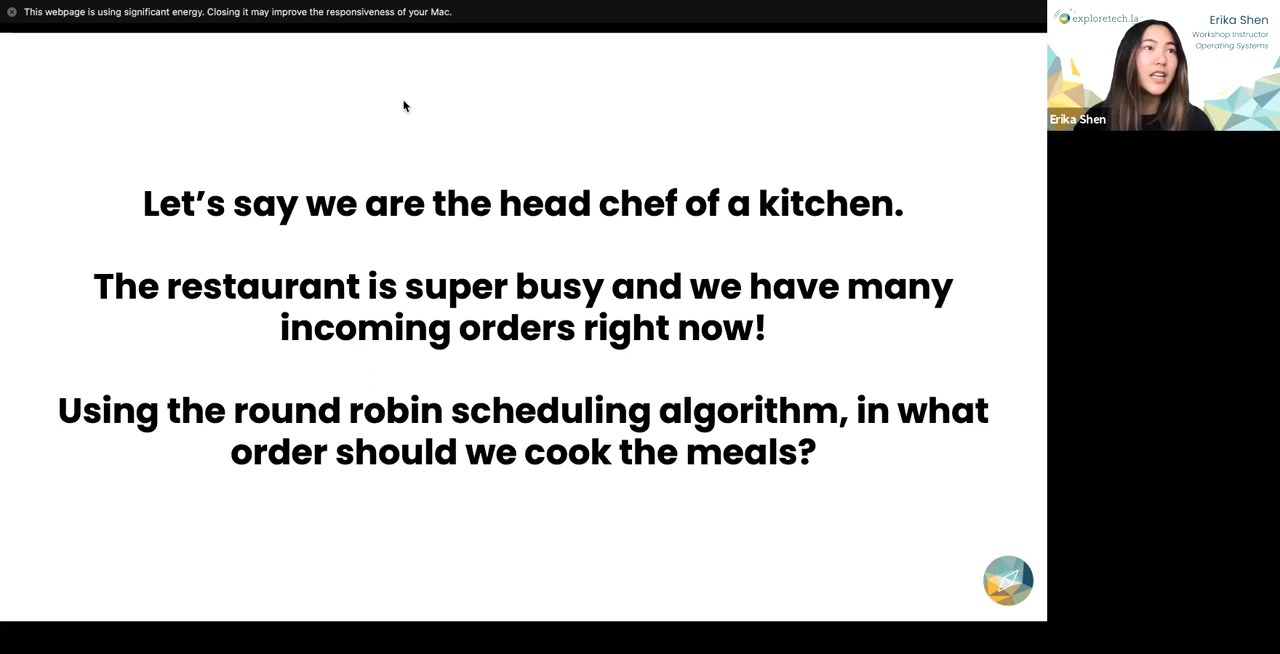 This webpage is using significant energy. Closing it may improve the responsiveness of your Mac.
exploretech.la
Erika Shen
Workshop Instructor
Operating Systems
Erika Shen
Let's say we are the head chef of a kitchen.
The restaurant is super busy and we have many
incoming orders right now!
Using the round robin scheduling algorithm, in what
order should we cook the meals?